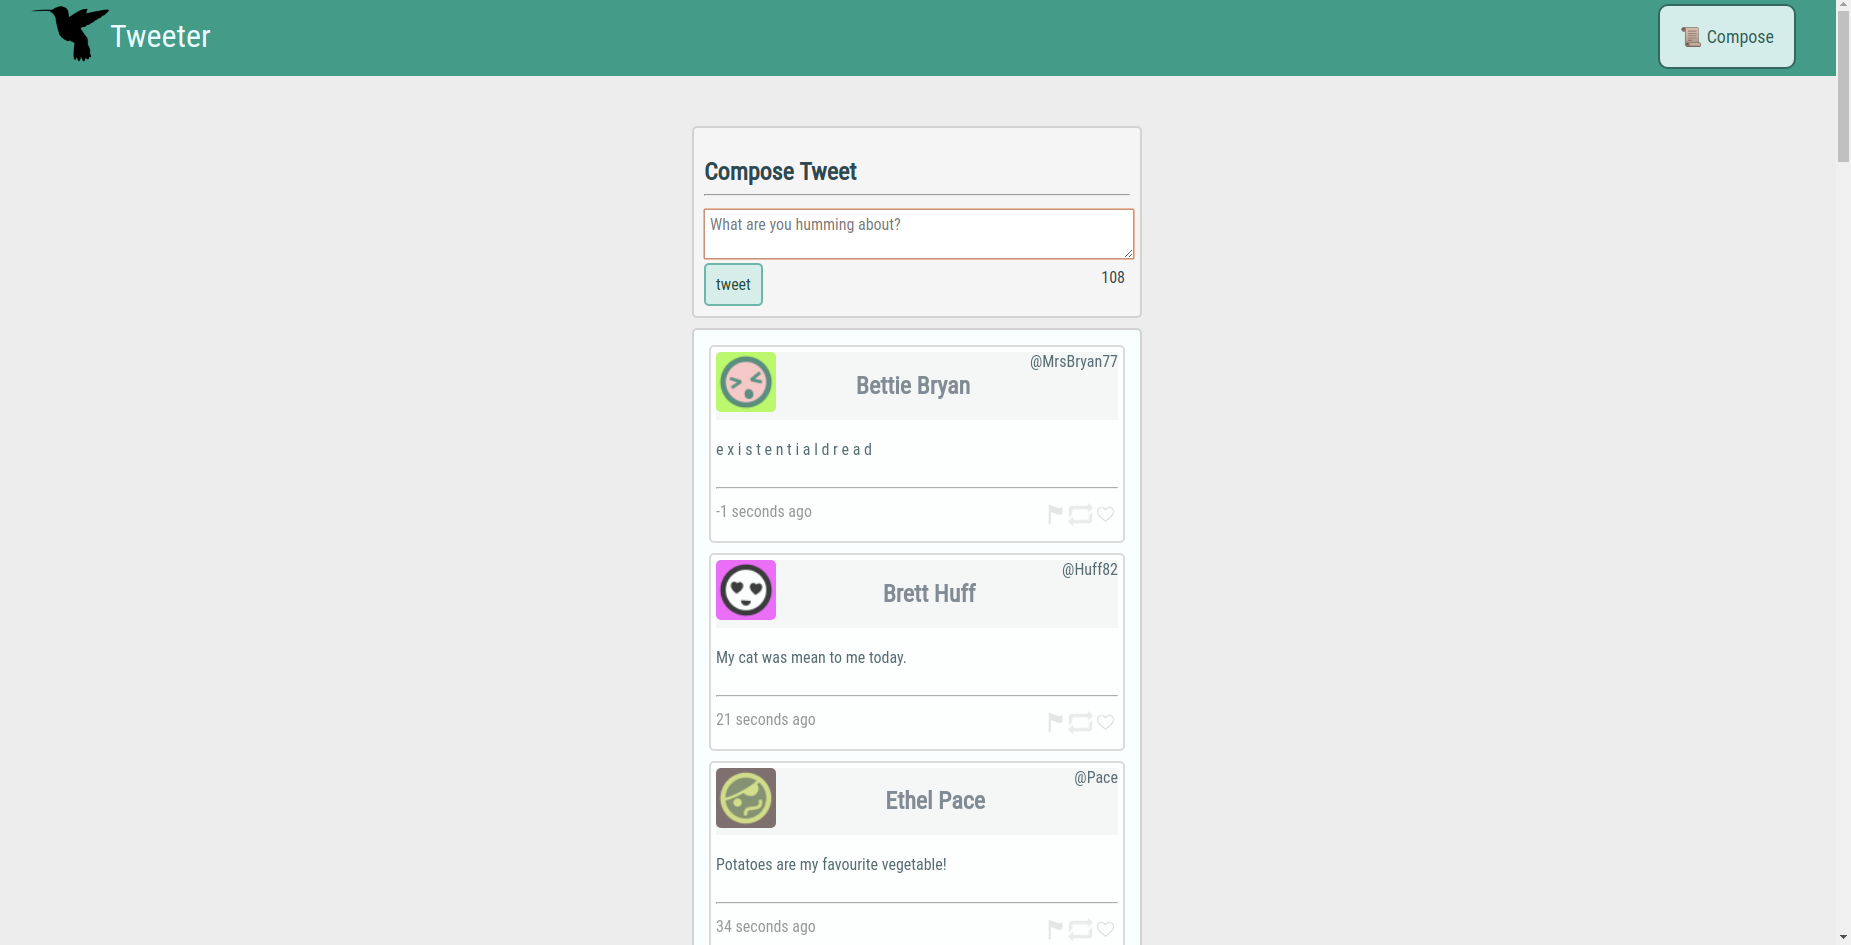 Tweeter
Compose
Compose Tweet
What are you humming about?
tweet
108
@MrsBryan77
Bettie Bryan
e x i s t e n t i a l d r e a d
-1 seconds ago
@Huff82
Brett Huff
My cat was mean to me today.
21 seconds ago
@Pace
Ethel Pace
Potatoes are my favourite vegetable!
34 seconds ago